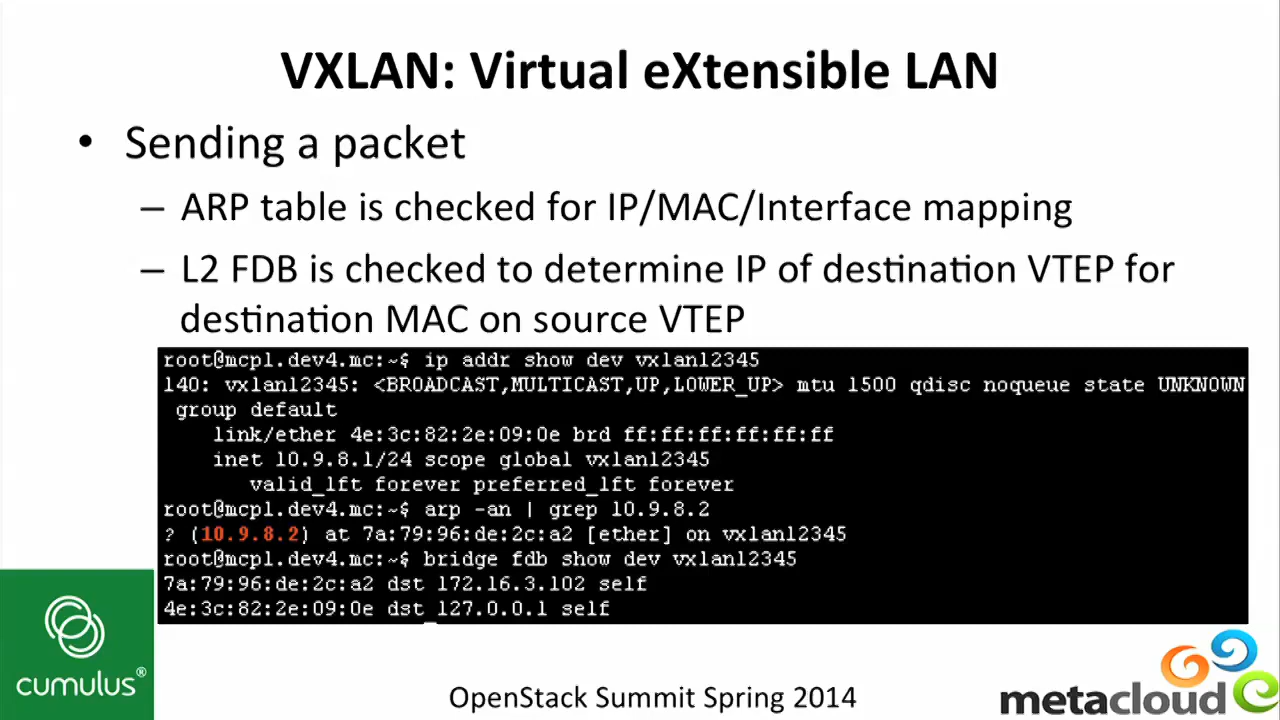 VXLAN: Virtual eXtensible LAN
• Sending a packet
– ARP table is checked for IP/MAC/Interface mapping
– L2 FDB is checked to determine IP of destination VTEP for
destination MAC on source VTEP
root@mcp1.dev4.mc:~$ ip addr show dev vxlan12345
140: vxlan12345: <BROADCAST,MULTICAST,UP,LOWER_UP> mtu 1500 qdisc noqueue state UNKNOWN
group default
link/ether 4e:3c:82:2e:09:0e brd ff:ff:ff:ff:ff:ff
inet 10.9.8.1/24 scope global vxlan12345
valid_lft forever preferred_lft forever
root@mcp1.dev4.mc:~$ arp -an | grep 10.9.8.2
? (10.9.8.2) at 7a:79:96:de:2c:a2 [ether] on vxlan12345
root@mcp1.dev4.mc:~$ bridge fdb show dev vxlan12345
7a:79:96:de:2c:a2 dst 172.16.3.102 self
4e:3c:82:2e:09:0e dst 127.0.0.1 self
cumulus®
OpenStack Summit Spring 2014
metacloud